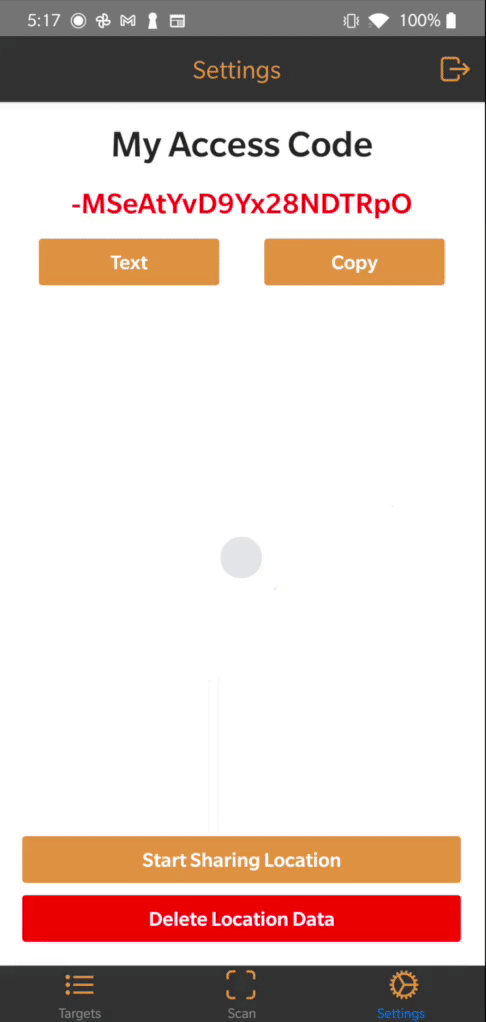 5:17 100%
Settings
My Access Code
-MSeAtYvD9Yx28NDTRpO
Text Copy
Start Sharing Location
Delete Location Data
Targets Scan Settings